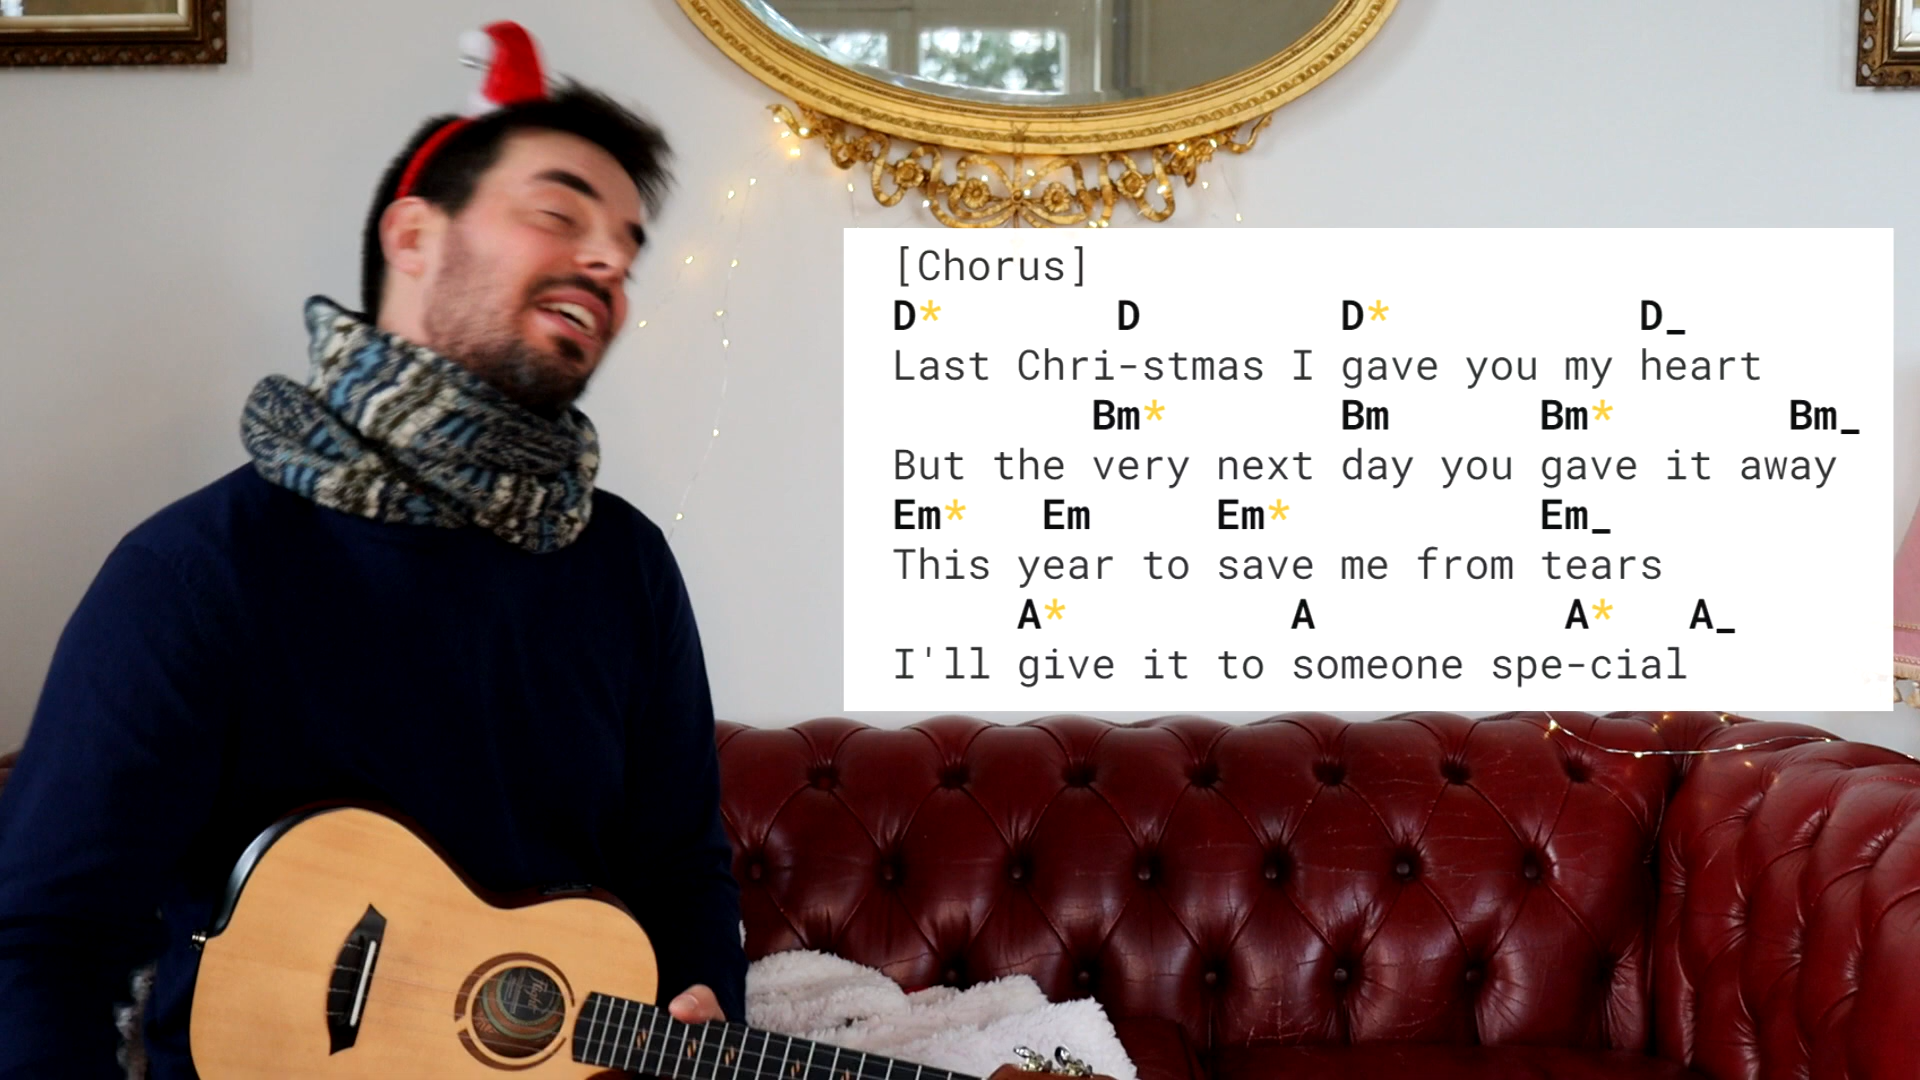 [Chorus]
D* D D* D_
Last Chri-stmas I gave you my heart
Bm* Bm Bm* Bm_
But the very next day you gave it away
Em* Em Em* Em_
This year to save me from tears
A* A A* A_
I'll give it to someone spe-cial
Flight